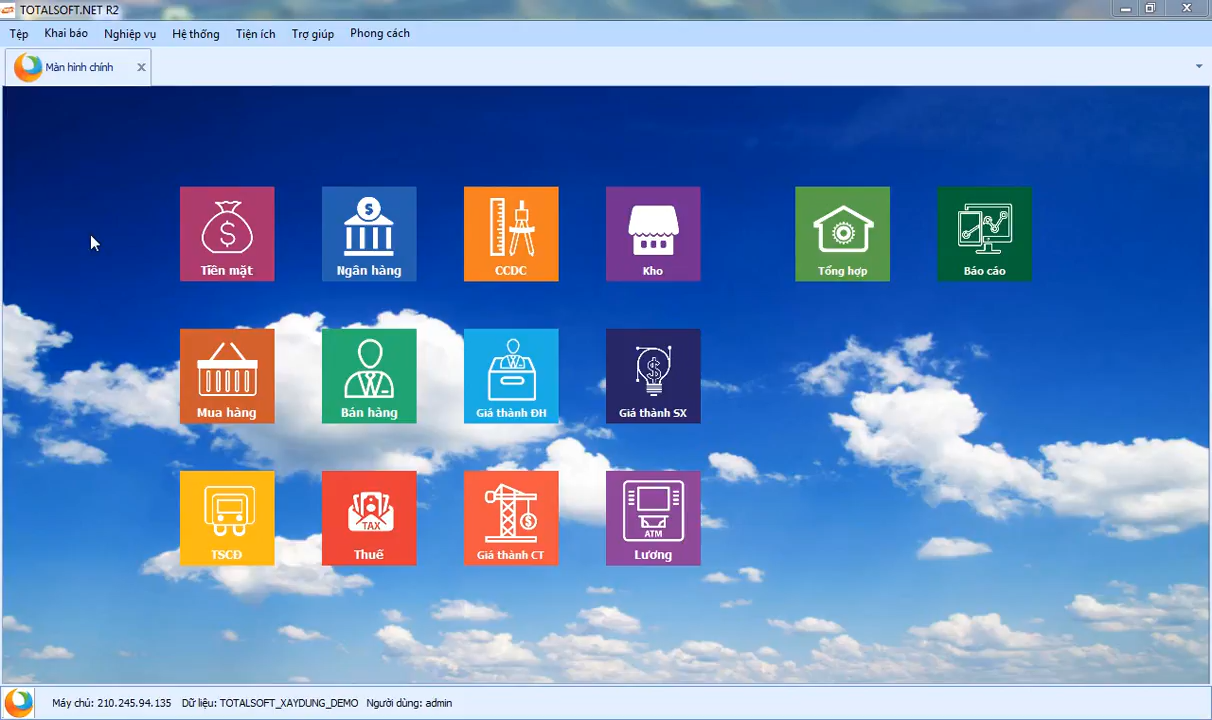 TOTALSOFT.NET R2
Tệp Khai báo Nghiệp vụ Hệ thống Tiện ích Trợ giúp Phong cách
Màn hình chính
Tiền mặt Ngân hàng CCDC Kho Tổng hợp Báo cáo
Mua hàng Bán hàng Giá thành ĐH Giá thành SX
TAX ATM
TSCĐ Thuế Giá thành CT Lương
Máy chủ: 210.245.94.135 Dữ liệu: TOTALSOFT_XAYDUNG_DEMO Người dùng: admin